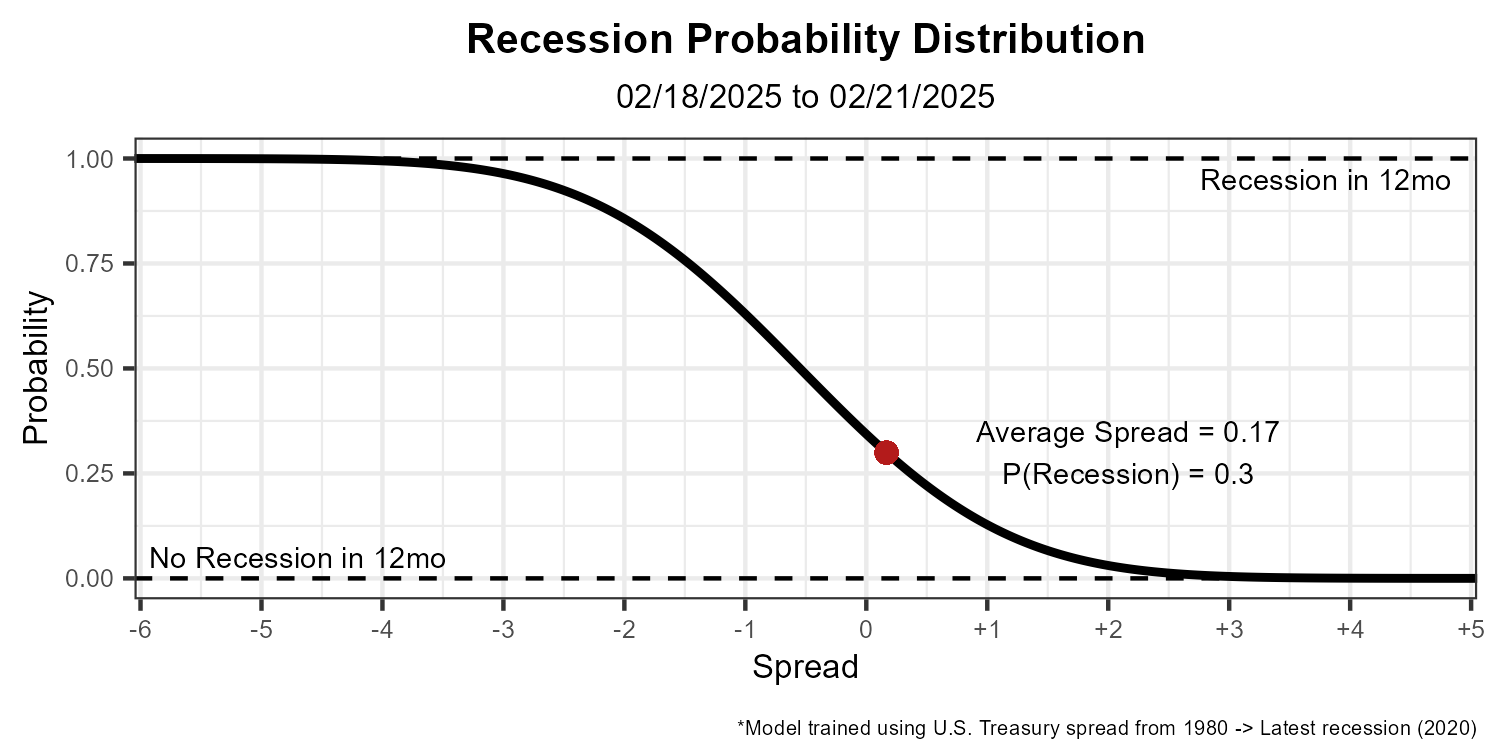 Recession Probability Distribution
02/18/2025 to 02/21/2025
Probability
1.00
0.75
0.50
0.25
0.00
Recession in 12mo
Average Spread = 0.17
P(Recession) = 0.3
No Recession in 12mo
-6 -5 -4 -3 -2 -1 0 +1 +2 +3 +4 +5
Spread
*Model trained using U.S. Treasury spread from 1980 -> Latest recession (2020)